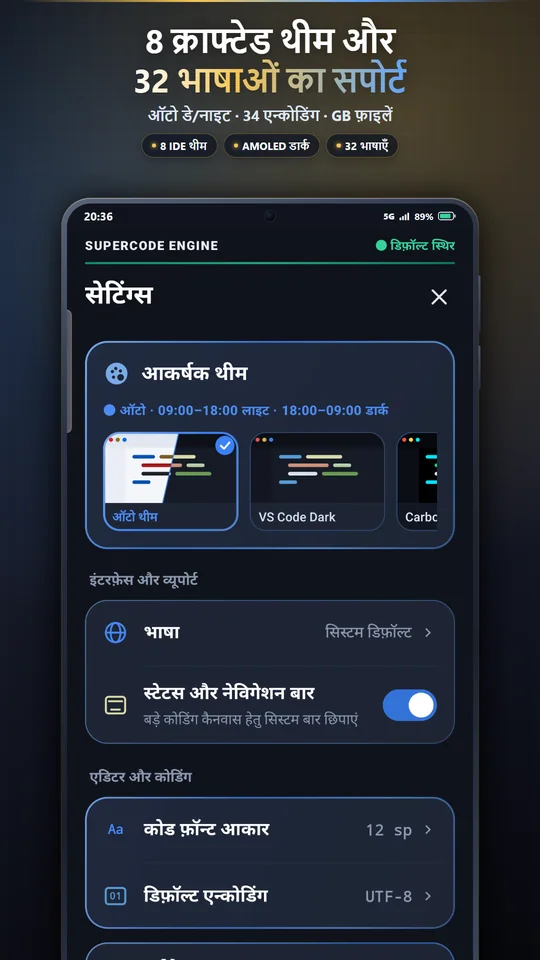 8 क्राफ्टेड थीम और
32 भाषाओं का सपोर्ट
ऑटो डे/नाइट · 34 एन्कोडिंग · GB फ़ाइलें
8 IDE थीम
AMOLED डार्क
32 भाषाएँ
20:36
5G 89%
SUPERCODE ENGINE
डिफ़ॉल्ट स्थिर
सेटिंग्स
आकर्षक थीम
ऑटो · 09:00–18:00 लाइट · 18:00–09:00 डार्क
ऑटो थीम
VS Code Dark
Carbo
इंटरफ़ेस और व्यूपोर्ट
भाषा
सिस्टम डिफ़ॉल्ट
स्टेटस और नेविगेशन बार
बड़े कोडिंग कैनवास हेतु सिस्टम बार छिपाएं
एडिटर और कोडिंग
Aa
कोड फ़ॉन्ट आकार
12 sp
01
डिफ़ॉल्ट एन्कोडिंग
UTF-8